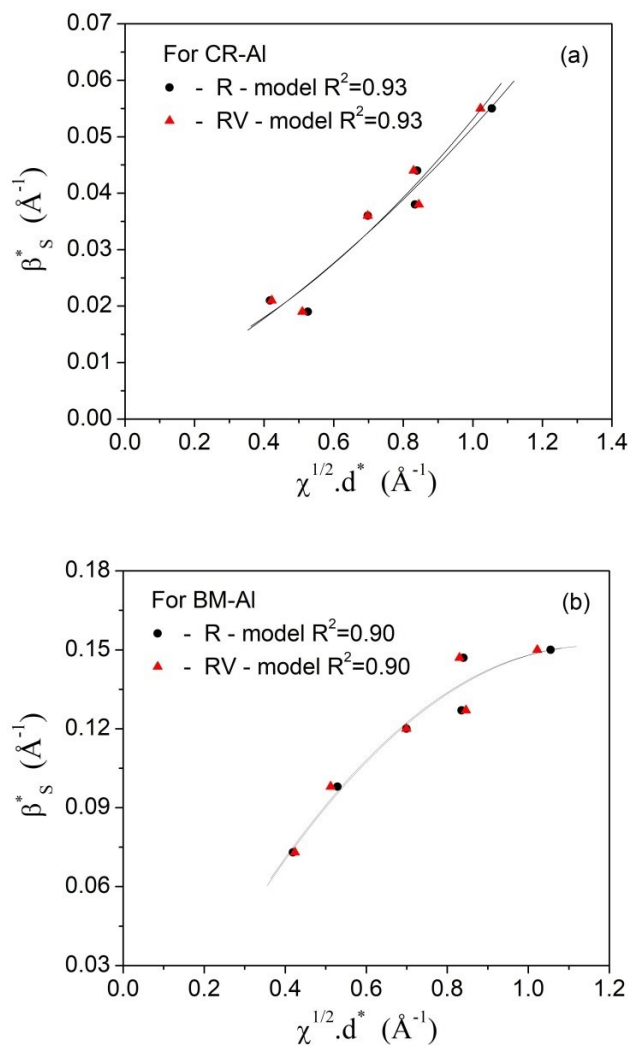 0.07
For CR-Al (a)
0.06
● - R - model R²=0.93
0.05
▲ - RV - model R²=0.93
0.04
β*s (Å⁻¹)
0.03
0.02
0.01
0.00
0.0 0.2 0.4 0.6 0.8 1.0 1.2 1.4
χ^1/2.d* (Å⁻¹)
0.18
For BM-Al (b)
● - R - model R²=0.90
0.15
▲ - RV - model R²=0.90
0.12
β*s (Å⁻¹)
0.09
0.06
0.03
0.0 0.2 0.4 0.6 0.8 1.0 1.2
χ^1/2.d* (Å⁻¹)